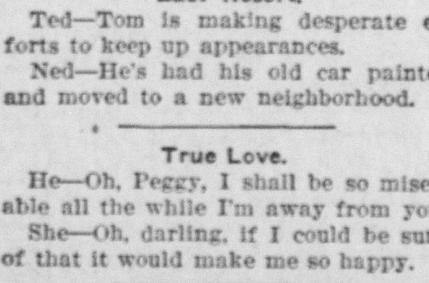 Ted—Tom is making desperate e
forts to keep up appearances.
Ned—He's had his old car paint
and moved to a new neighborhood.
True Love.
He—Oh, Peggy, I shall be so mise
able all the while I'm away from yo
She—Oh, darling, if I could be su
of that it would make me so happy.